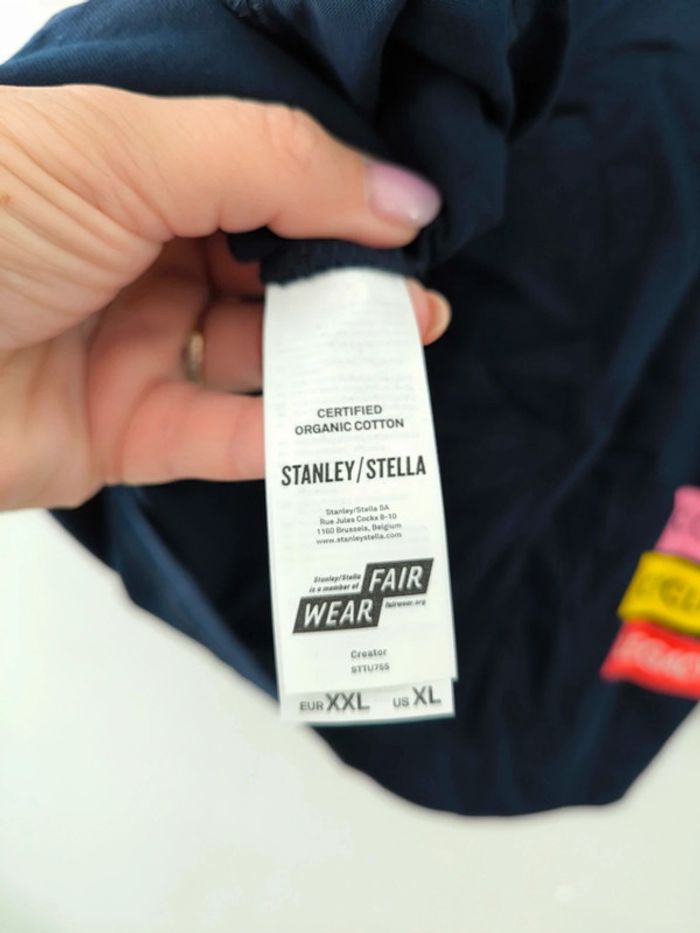 CERTIFIED
ORGANIC COTTON
STANLEY/STELLA
Stanley/Stella SA
Rue Jules Cockx 8-10
1160 Brussels, Belgium
www.stanleystella.com
Stanley/Stella
is a member of
FAIR
WEAR
fairwear.org
Creator
STTU755
EUR XXL US XL